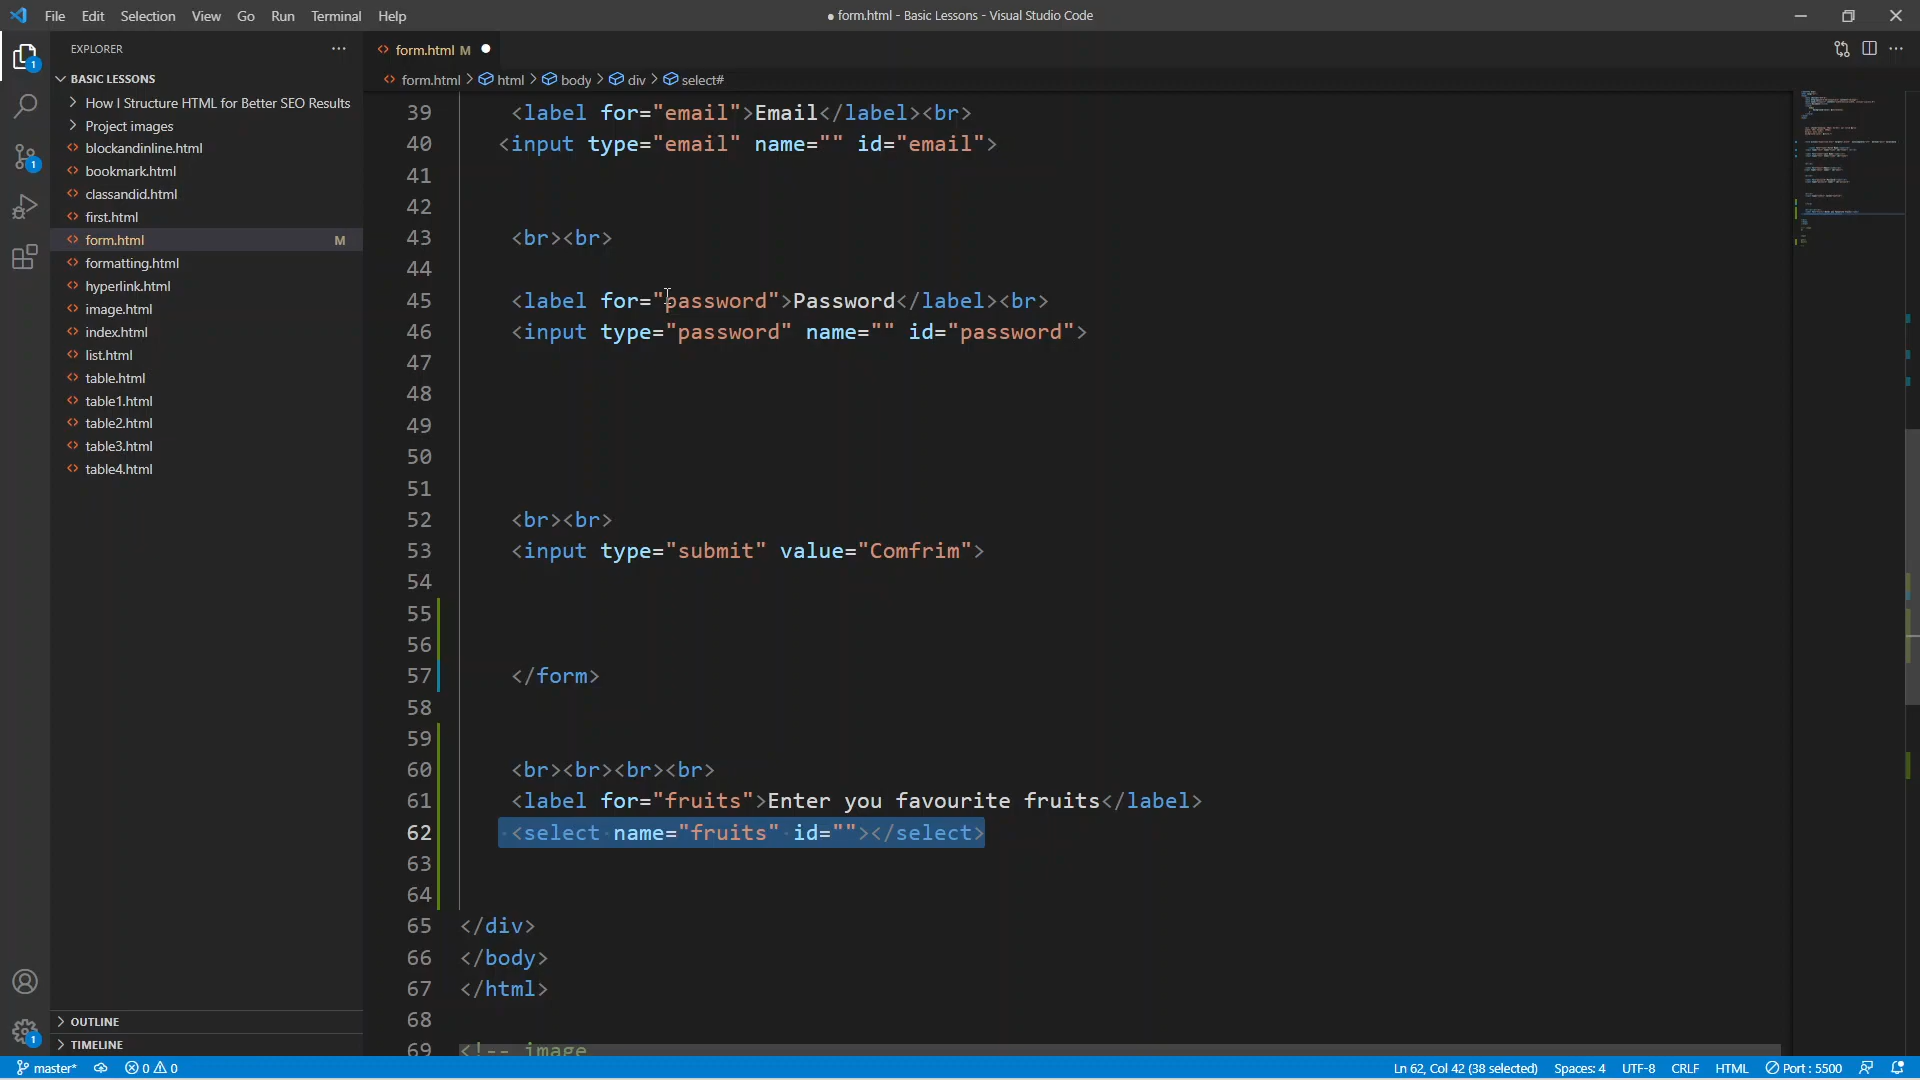 File Edit Selection View Go Run Terminal Help
● form.html - Basic Lessons - Visual Studio Code
EXPLORER
BASIC LESSONS
How I Structure HTML for Better SEO Results
Project images
blockandinline.html
bookmark.html
classandid.html
first.html
form.html M
formatting.html
hyperlink.html
image.html
index.html
list.html
table.html
table1.html
table2.html
table3.html
table4.html
OUTLINE
TIMELINE
form.html M
form.html > html > body > div > select#
39 <label for="email">Email</label><br>
40 <input type="email" name="" id="email">
41
42
43 <br><br>
44
45 <label for="password">Password</label><br>
46 <input type="password" name="" id="password">
47
48
49
50
51
52 <br><br>
53 <input type="submit" value="Comfrim">
54
55
56
57 </form>
58
59
60 <br><br><br><br>
61 <label for="fruits">Enter you favourite fruits</label>
62 <select name="fruits" id=""></select>
63
64
65 </div>
66 </body>
67 </html>
68
69 <!-- image
1
1
1
master* 0 0 Ln 62, Col 42 (38 selected) Spaces: 4 UTF-8 CRLF HTML Port : 5500